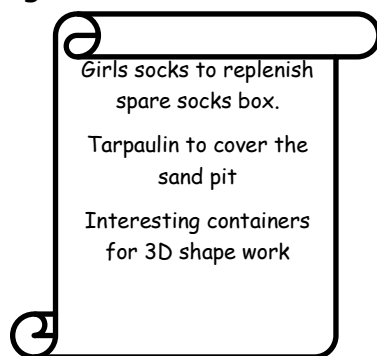 Girls socks to replenish
spare socks box.
Tarpaulin to cover the
sand pit
Interesting containers
for 3D shape work